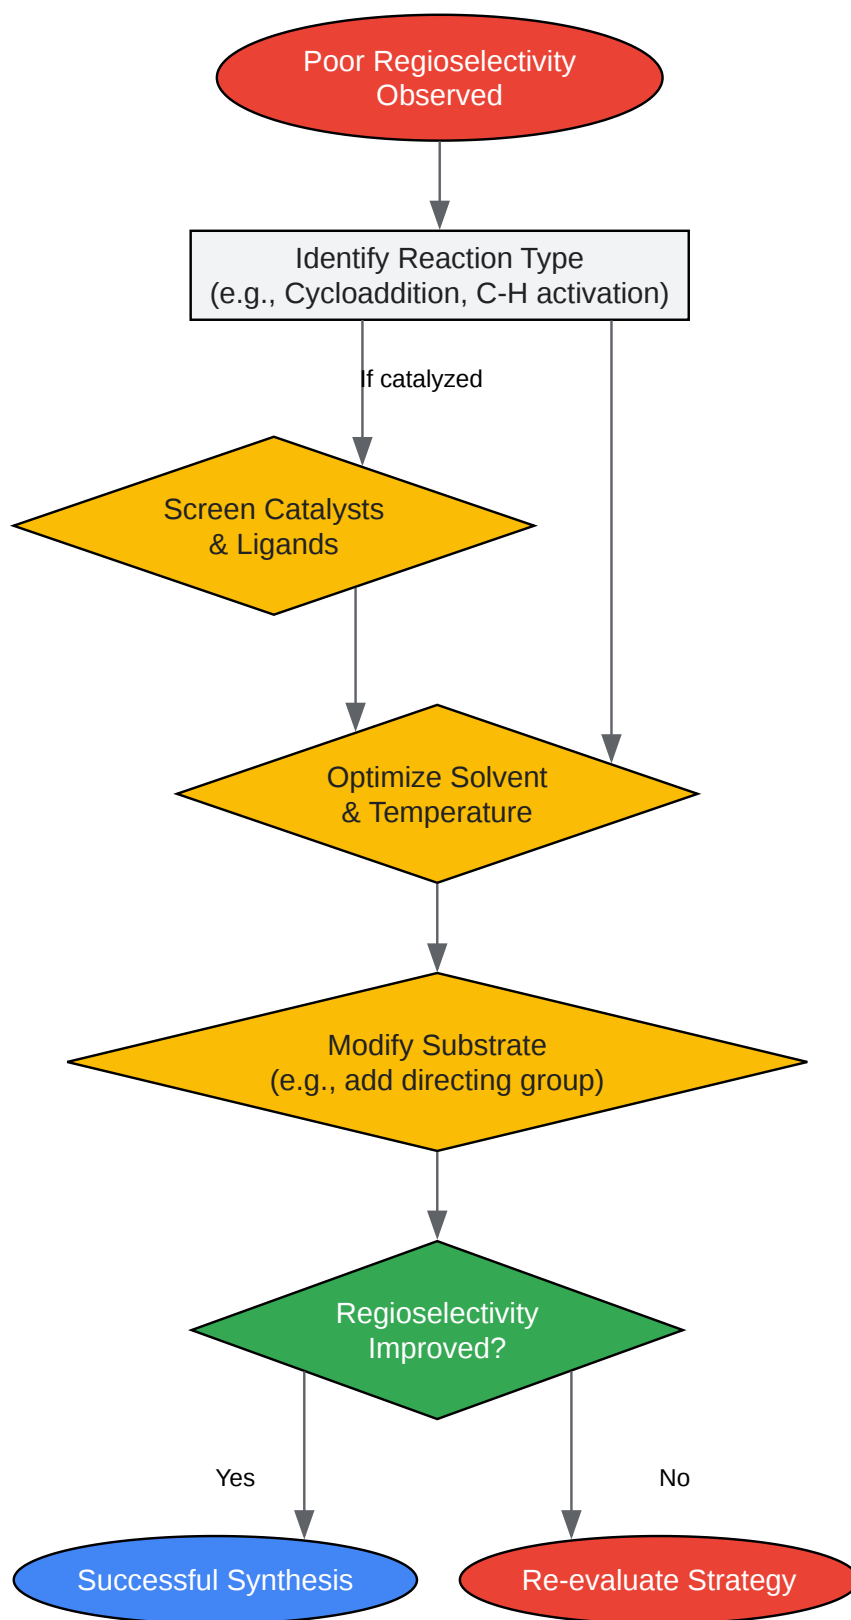 Poor Regioselectivity
Observed
Identify Reaction Type
(e.g., Cycloaddition, C-H activation)
If catalyzed
Screen Catalysts
& Ligands
Optimize Solvent
& Temperature
Modify Substrate
(e.g., add directing group)
Regioselectivity
Improved?
Yes
No
Successful Synthesis
Re-evaluate Strategy